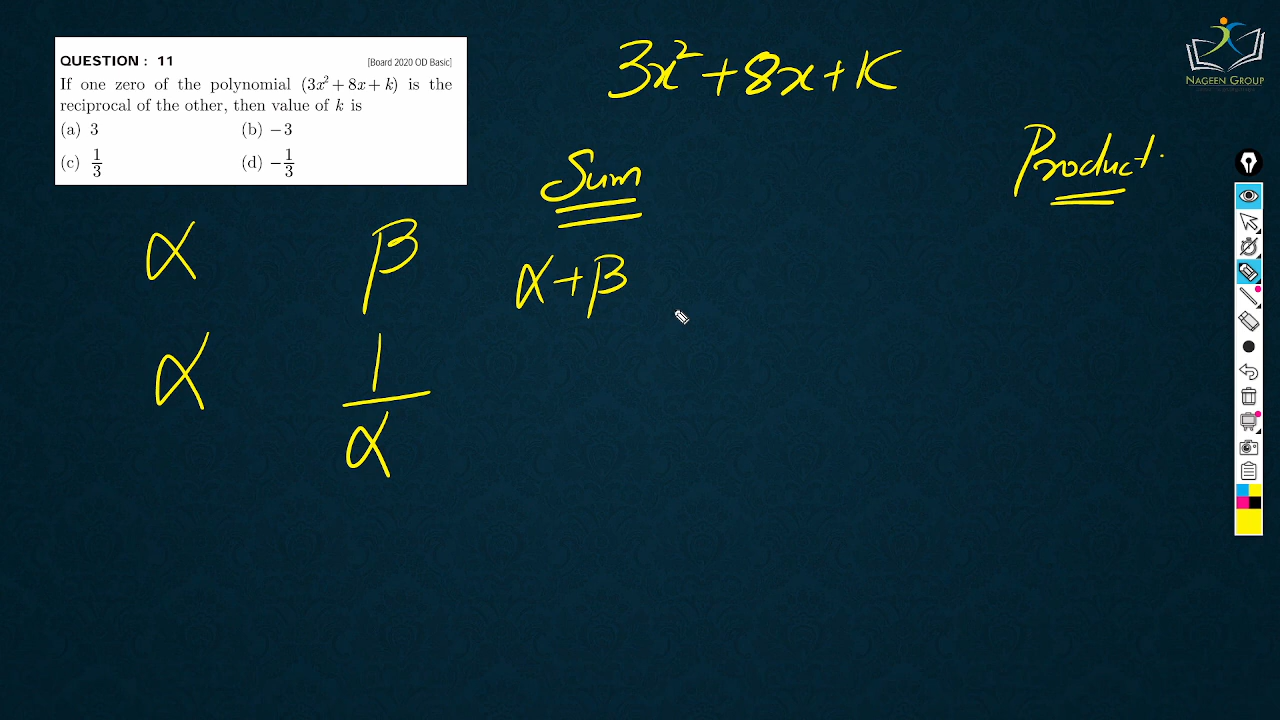 QUESTION : 11 [Board 2020 OD Basic]
If one zero of the polynomial (3x² + 8x + k) is the
reciprocal of the other, then value of k is
(a) 3 (b) −3
(c) 1/3 (d) −1/3
3x² + 8x + K
NAGEEN GROUP
Sum
Product
α β
α + β
α 1/α